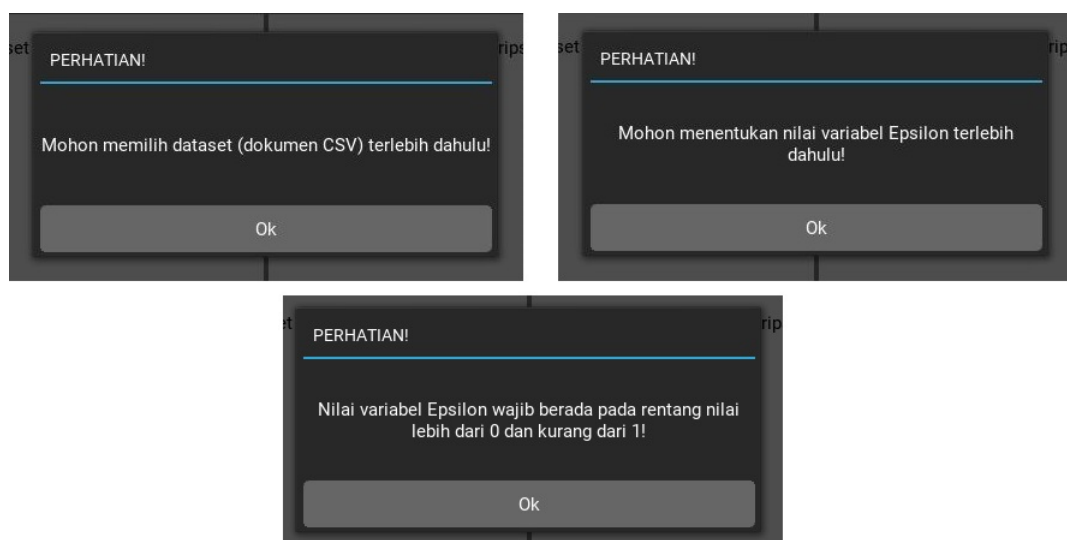 PERHATIAN!
Mohon memilih dataset (dokumen CSV) terlebih dahulu!
Ok
PERHATIAN!
Mohon menentukan nilai variabel Epsilon terlebih
dahulu!
Ok
PERHATIAN!
Nilai variabel Epsilon wajib berada pada rentang nilai
lebih dari 0 dan kurang dari 1!
Ok